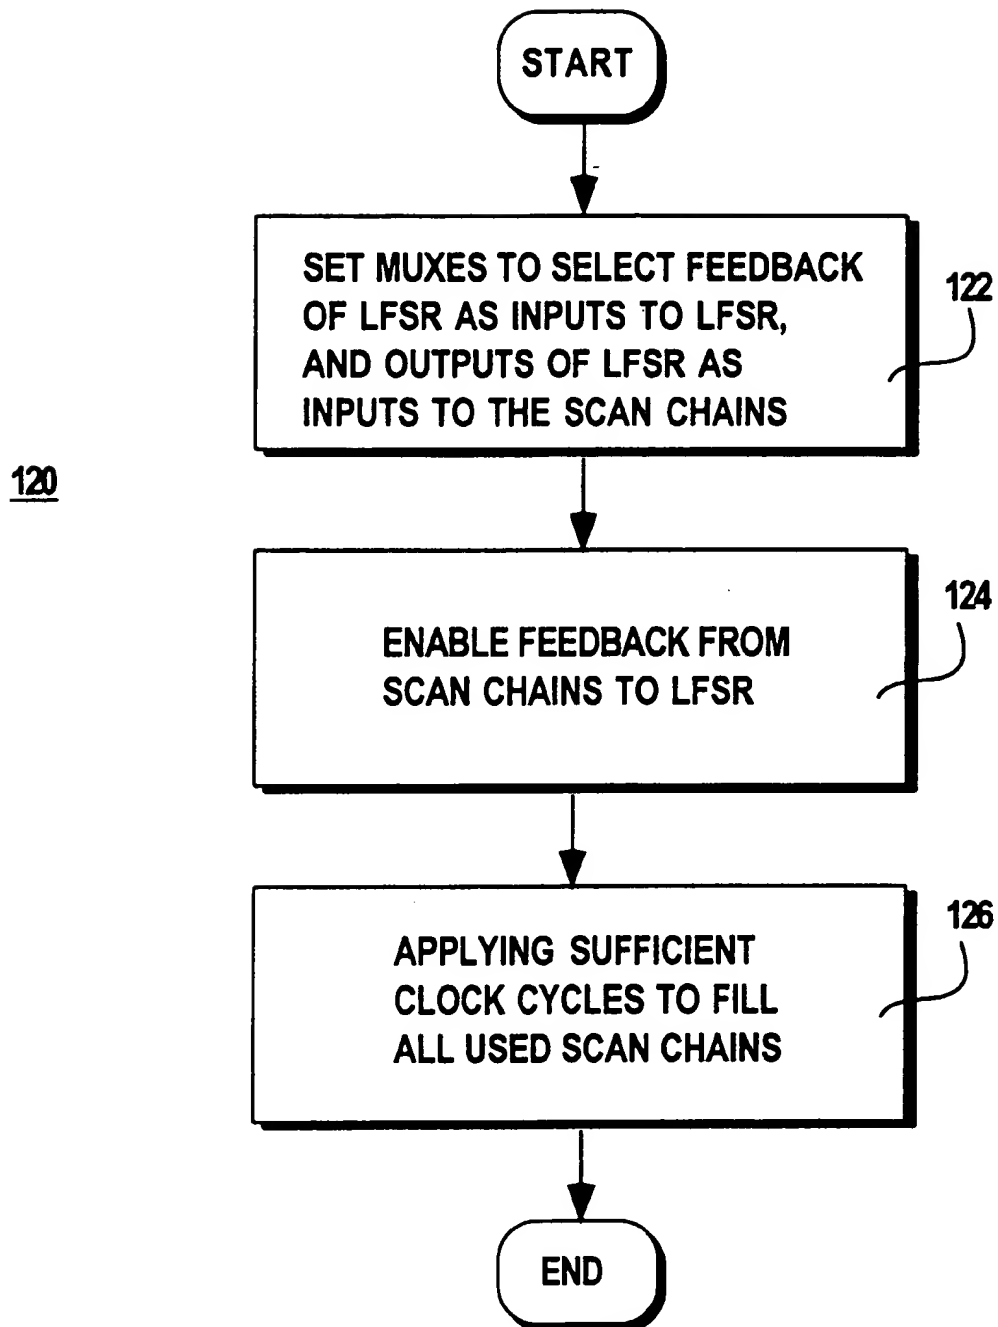 START
SET MUXES TO SELECT FEEDBACK
OF LFSR AS INPUTS TO LFSR,
AND OUTPUTS OF LFSR AS
INPUTS TO THE SCAN CHAINS
122
120
ENABLE FEEDBACK FROM
SCAN CHAINS TO LFSR
124
APPLYING SUFFICIENT
CLOCK CYCLES TO FILL
ALL USED SCAN CHAINS
126
END